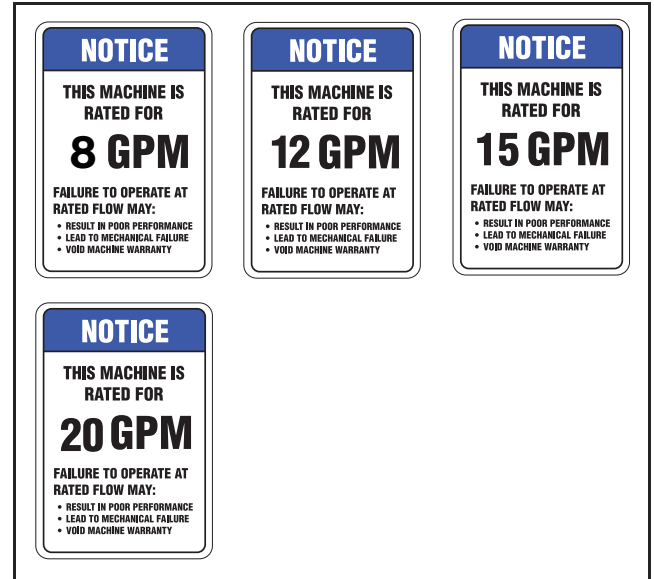 NOTICE
THIS MACHINE IS
RATED FOR
8 GPM
FAILURE TO OPERATE AT
RATED FLOW MAY:
• RESULT IN POOR PERFORMANCE
• LEAD TO MECHANICAL FAILURE
• VOID MACHINE WARRANTY
NOTICE
THIS MACHINE IS
RATED FOR
12 GPM
FAILURE TO OPERATE AT
RATED FLOW MAY:
• RESULT IN POOR PERFORMANCE
• LEAD TO MECHANICAL FAILURE
• VOID MACHINE WARRANTY
NOTICE
THIS MACHINE IS
RATED FOR
15 GPM
FAILURE TO OPERATE AT
RATED FLOW MAY:
• RESULT IN POOR PERFORMANCE
• LEAD TO MECHANICAL FAILURE
• VOID MACHINE WARRANTY
NOTICE
THIS MACHINE IS
RATED FOR
20 GPM
FAILURE TO OPERATE AT
RATED FLOW MAY:
• RESULT IN POOR PERFORMANCE
• LEAD TO MECHANICAL FAILURE
• VOID MACHINE WARRANTY